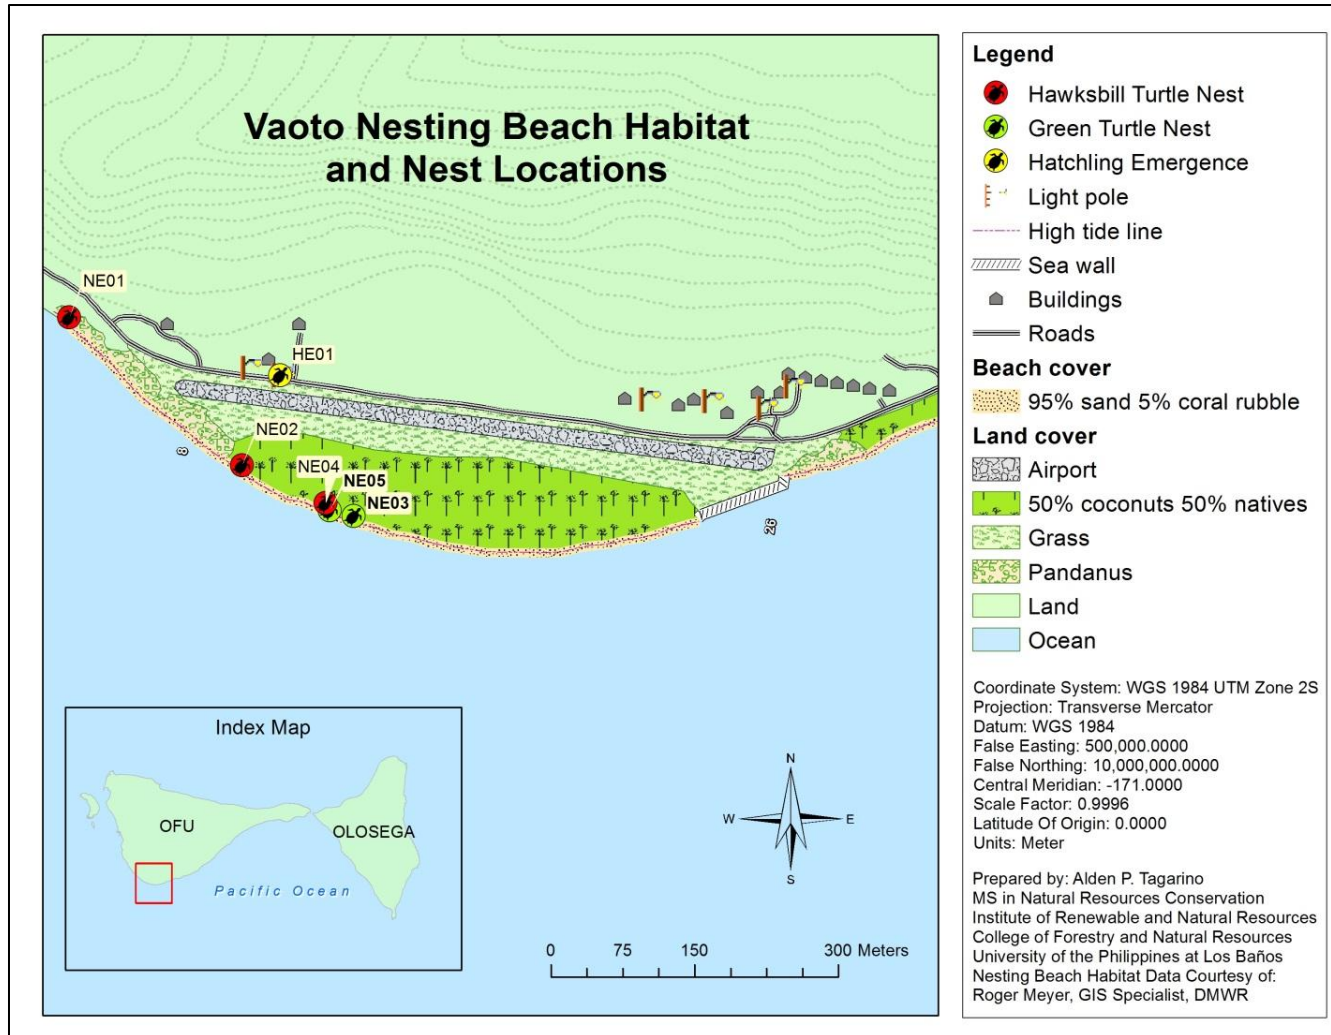 Vaoto Nesting Beach Habitat
and Nest Locations
NE01
HE01
NE02
NE04
NE05
NE03
8
26
Index Map
OFU
OLOSEGA
Pacific Ocean
N
W
E
S
0 75 150 300 Meters
Legend
Hawksbill Turtle Nest
Green Turtle Nest
Hatchling Emergence
Light pole
High tide line
Sea wall
Buildings
Roads
Beach cover
95% sand 5% coral rubble
Land cover
Airport
50% coconuts 50% natives
Grass
Pandanus
Land
Ocean
Coordinate System: WGS 1984 UTM Zone 2S
Projection: Transverse Mercator
Datum: WGS 1984
False Easting: 500,000.0000
False Northing: 10,000,000.0000
Central Meridian: -171.0000
Scale Factor: 0.9996
Latitude Of Origin: 0.0000
Units: Meter
Prepared by: Alden P. Tagarino
MS in Natural Resources Conservation
Institute of Renewable and Natural Resources
College of Forestry and Natural Resources
University of the Philippines at Los Baños
Nesting Beach Habitat Data Courtesy of:
Roger Meyer, GIS Specialist, DMWR